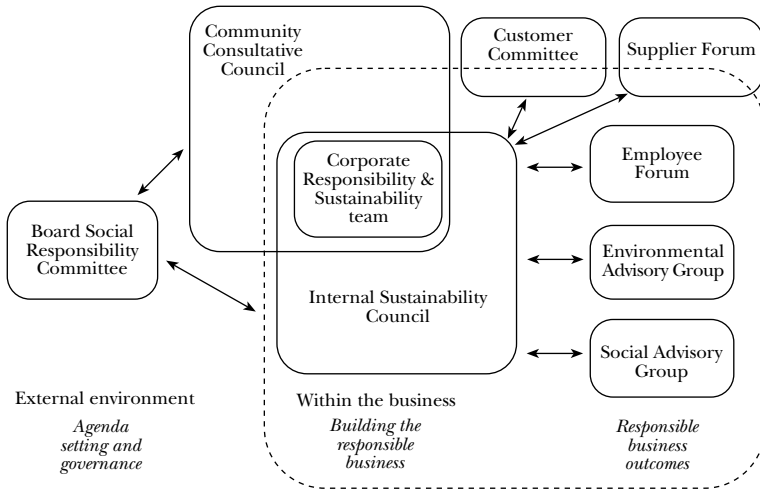 Community
Consultative
Council
Customer
Committee
Supplier Forum
Corporate
Responsibility &
Sustainability
team
Employee
Forum
Board Social
Responsibility
Committee
Environmental
Advisory Group
Internal Sustainability
Council
Social Advisory
Group
External environment
Agenda
setting and
governance
Within the business
Building the
responsible
business
Responsible
business
outcomes